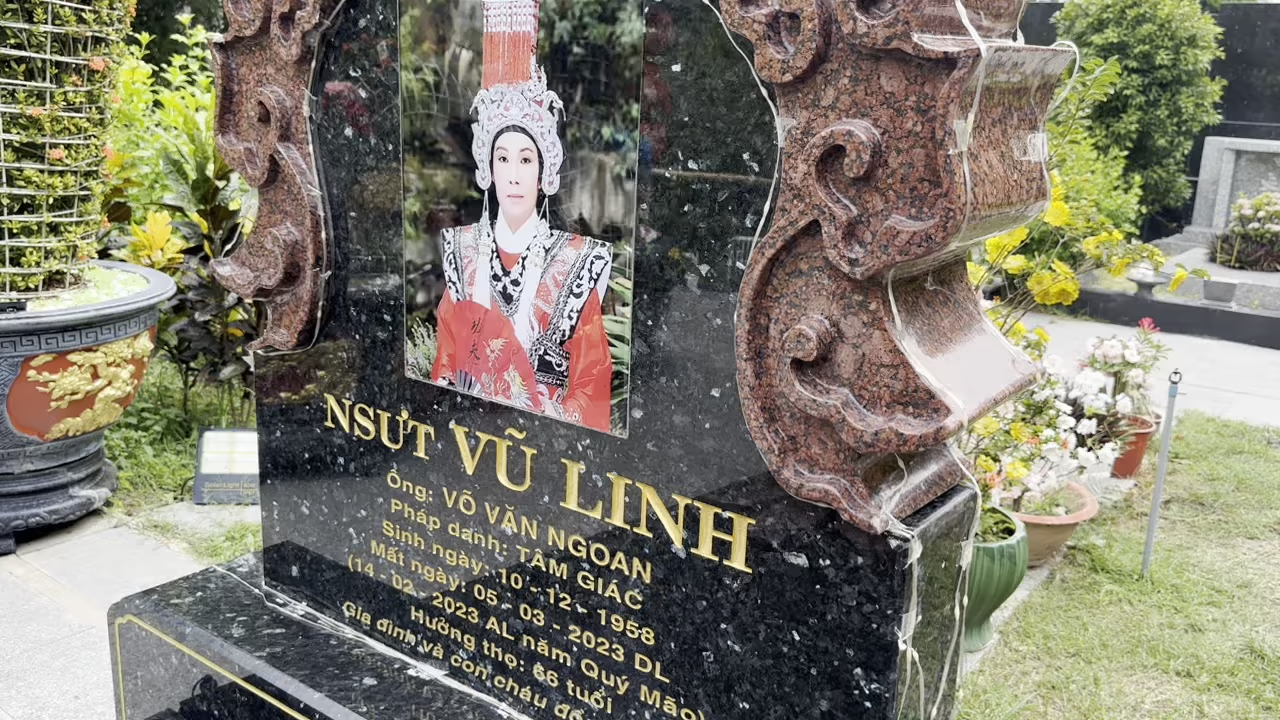 NSƯT VŨ LINH
Ông: VÕ VĂN NGOAN
Pháp danh: TÂM GIÁC
Sinh ngày: 10 - 12 - 1958
Mất ngày: 05 - 03 - 2023 DL
(14 - 02 - 2023 AL năm Quý Mão)
Hưởng thọ: 66 tuổi
Gia đình và con cháu